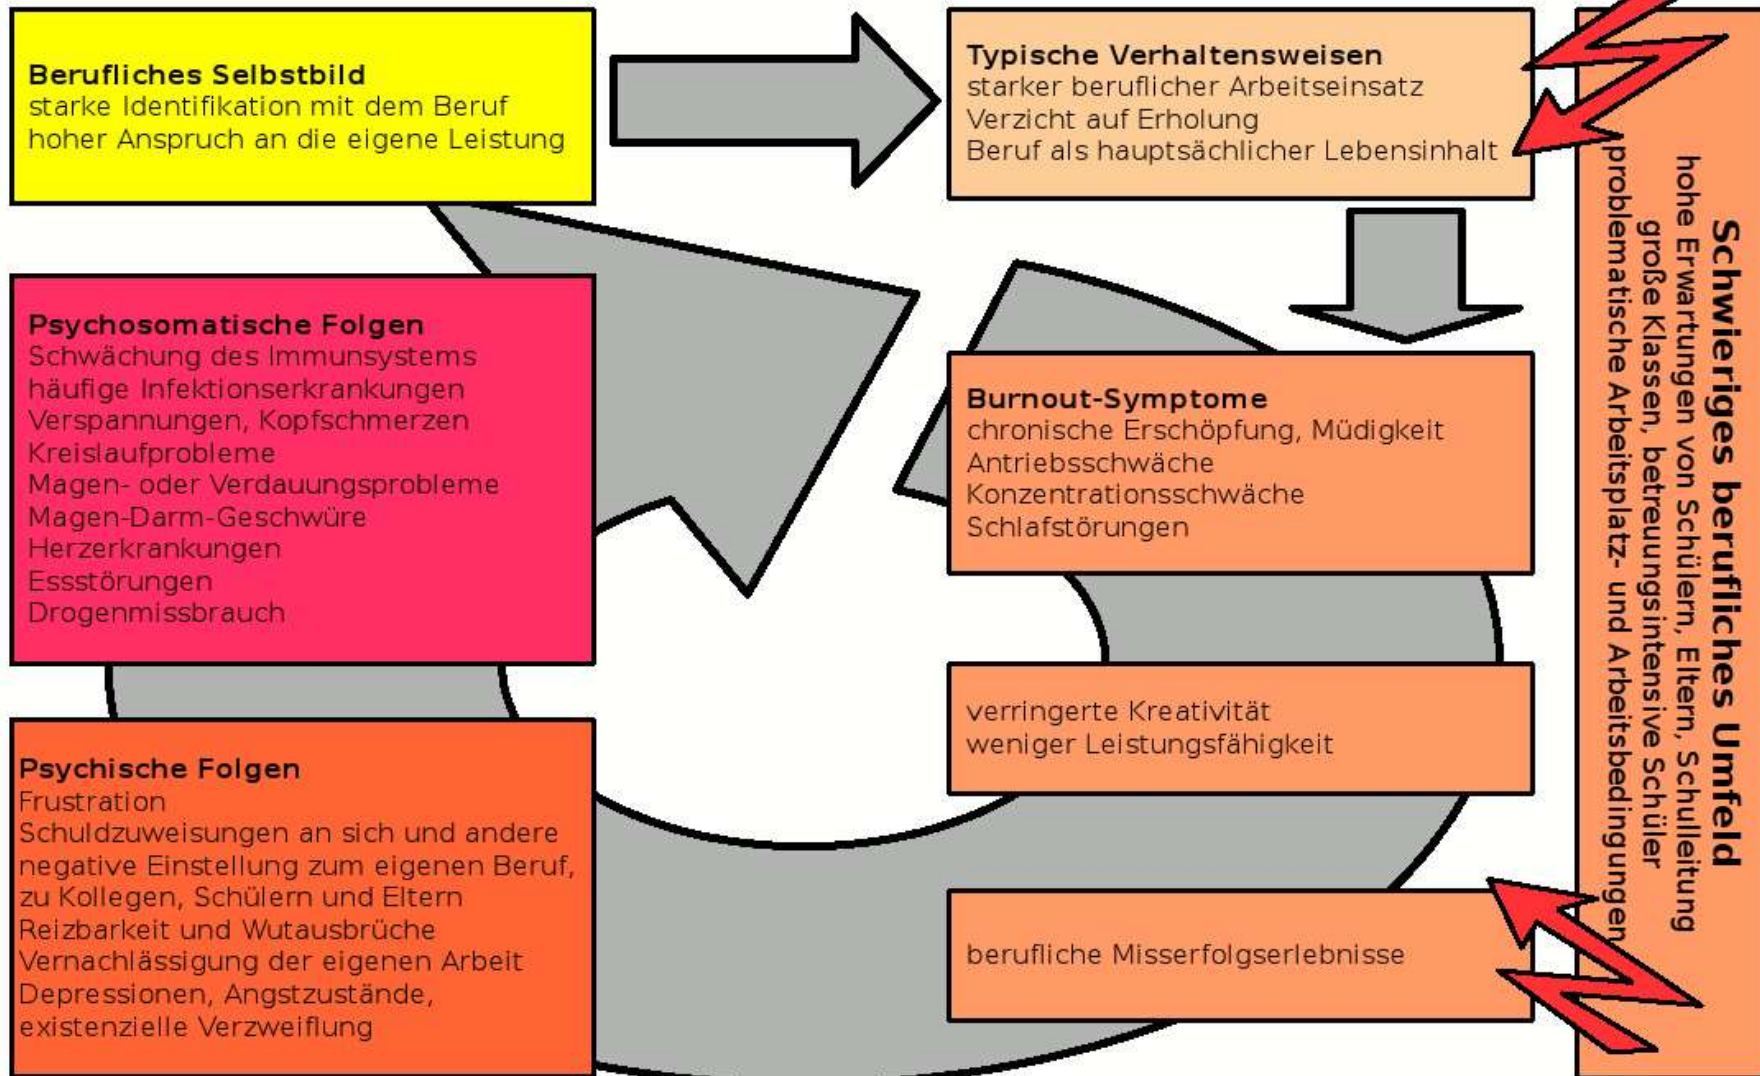 Berufliches Selbstbild
starke Identifikation mit dem Beruf
hoher Anspruch an die eigene Leistung
Typische Verhaltensweisen
starker beruflicher Arbeitseinsatz
Verzicht auf Erholung
Beruf als hauptsächlicher Lebensinhalt
Burnout-Symptome
chronische Erschöpfung, Müdigkeit
Antriebsschwäche
Konzentrationsschwäche
Schlafstörungen
verringerte Kreativität
weniger Leistungsfähigkeit
berufliche Misserfolgserlebnisse
Psychische Folgen
Frustration
Schuldzuweisungen an sich und andere
negative Einstellung zum eigenen Beruf,
zu Kollegen, Schülern und Eltern
Reizbarkeit und Wutausbrüche
Vernachlässigung der eigenen Arbeit
Depressionen, Angstzustände,
existenzielle Verzweiflung
Psychosomatische Folgen
Schwächung des Immunsystems
häufige Infektionserkrankungen
Verspannungen, Kopfschmerzen
Kreislaufprobleme
Magen- oder Verdauungsprobleme
Magen-Darm-Geschwüre
Herzerkrankungen
Essstörungen
Drogenmissbrauch
Schwieriges berufliches Umfeld
hohe Erwartungen von Schülern, Eltern, Schulleitung
große Klassen, betreuungsintensive Schüler
problematische Arbeitsplatz- und Arbeitsbedingungen